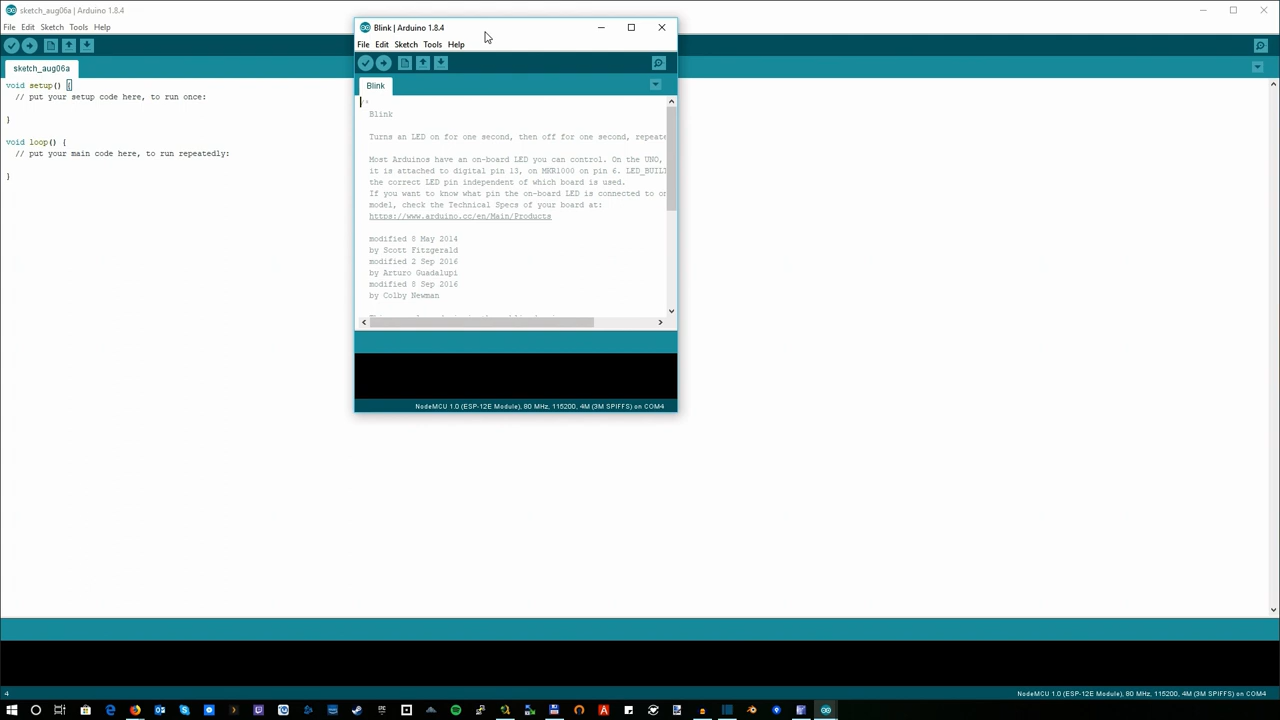 sketch_aug06a | Arduino 1.8.4
File Edit Sketch Tools Help
sketch_aug06a
void setup() {
// put your setup code here, to run once:
}
void loop() {
// put your main code here, to run repeatedly:
}
Blink | Arduino 1.8.4
File Edit Sketch Tools Help
Blink
Blink
Turns an LED on for one second, then off for one second, repeate
Most Arduinos have an on-board LED you can control. On the UNO,
it is attached to digital pin 13, on MKR1000 on pin 6. LED_BUILT
the correct LED pin independent of which board is used.
If you want to know what pin the on-board LED is connected to on
model, check the Technical Specs of your board at:
https://www.arduino.cc/en/Main/Products
modified 8 May 2014
by Scott Fitzgerald
modified 2 Sep 2016
by Arturo Guadalupi
modified 8 Sep 2016
by Colby Newman
NodeMCU 1.0 (ESP-12E Module), 80 MHz, 115200, 4M (3M SPIFFS) on COM4
4
NodeMCU 1.0 (ESP-12E Module), 80 MHz, 115200, 4M (3M SPIFFS) on COM4